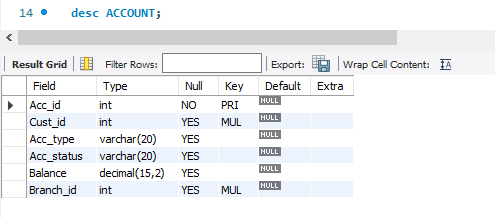 14 desc ACCOUNT;
Result Grid Filter Rows: Export: Wrap Cell Content: IA
Field Type Null Key Default Extra
Acc_id int NO PRI NULL
Cust_id int YES MUL NULL
Acc_type varchar(20) YES NULL
Acc_status varchar(20) YES NULL
Balance decimal(15,2) YES NULL
Branch_id int YES MUL NULL